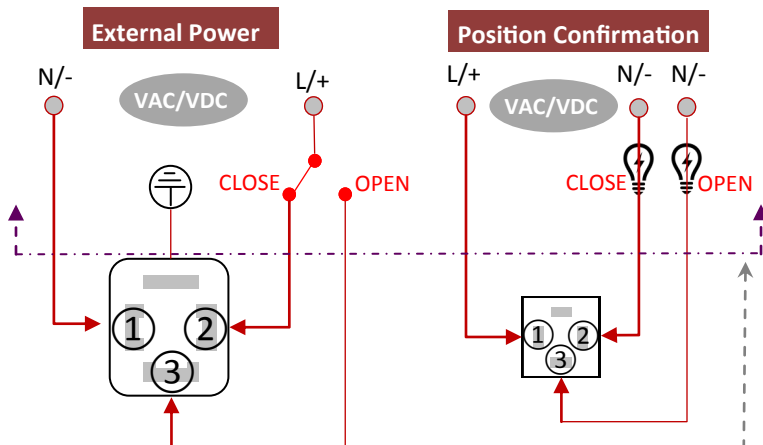 External Power
Position Confirmation
N/-
VAC/VDC
L/+
L/+
VAC/VDC
N/-
N/-
CLOSE
OPEN
CLOSE
OPEN
1
2
3
1
2
3